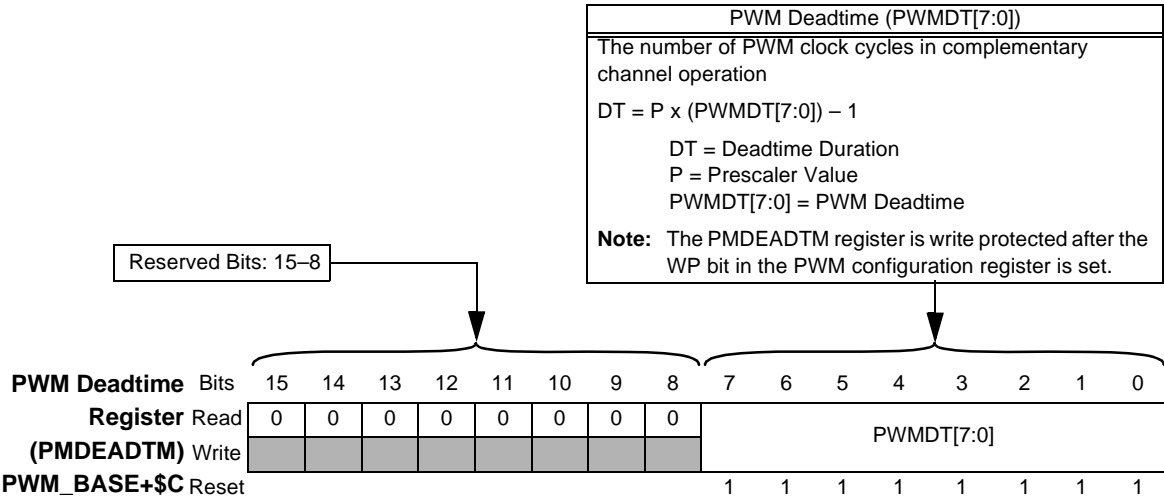 PWM Deadtime (PWMDT[7:0])
The number of PWM clock cycles in complementary
channel operation
DT = P x (PWMDT[7:0]) – 1
DT = Deadtime Duration
P = Prescaler Value
PWMDT[7:0] = PWM Deadtime
Note: The PMDEADTM register is write protected after the
WP bit in the PWM configuration register is set.
Reserved Bits: 15–8
PWM Deadtime Bits 15 14 13 12 11 10 9 8 7 6 5 4 3 2 1 0
Register Read 0 0 0 0 0 0 0 0
PWMDT[7:0]
(PMDEADTM) Write
PWM_BASE+$C Reset 1 1 1 1 1 1 1 1